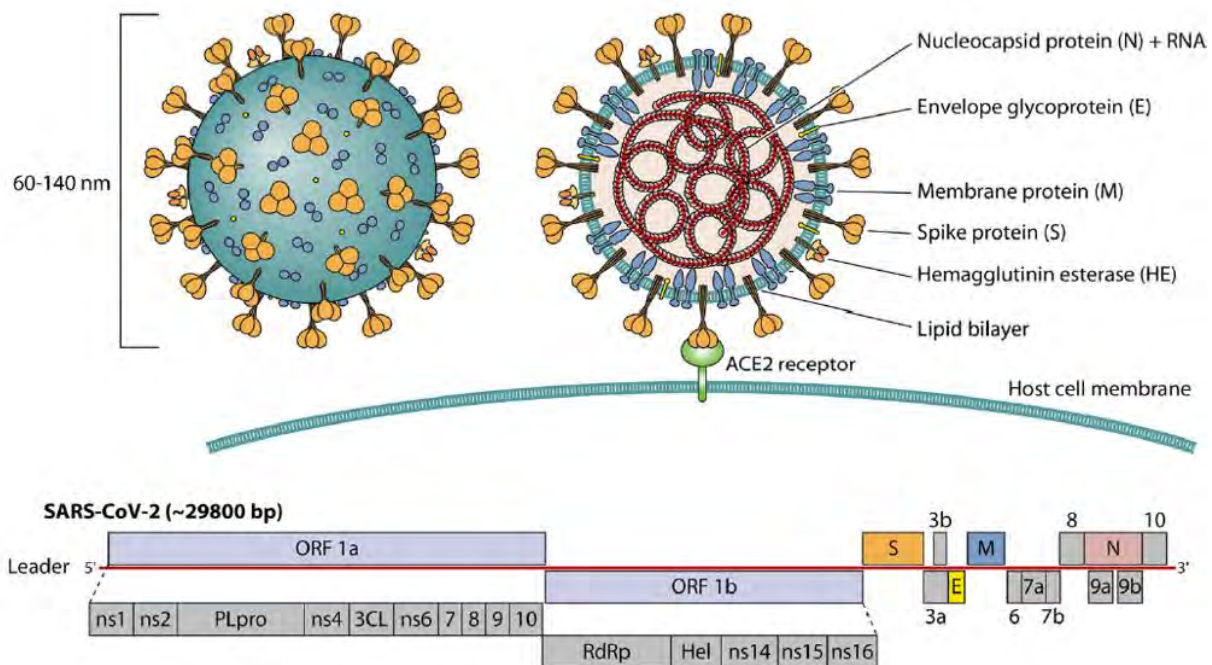 60-140 nm
Nucleocapsid protein (N) + RNA
Envelope glycoprotein (E)
Membrane protein (M)
Spike protein (S)
Hemagglutinin esterase (HE)
Lipid bilayer
ACE2 receptor
Host cell membrane
SARS-CoV-2 (~29800 bp)
3b 8 10
ORF 1a S M N
Leader 5' 3'
ORF 1b E 7a 9a 9b
3a 6 7b
ns1 ns2 PLpro ns4 3CL ns6 7 8 9 10
RdRp Hel ns14 ns15 ns16